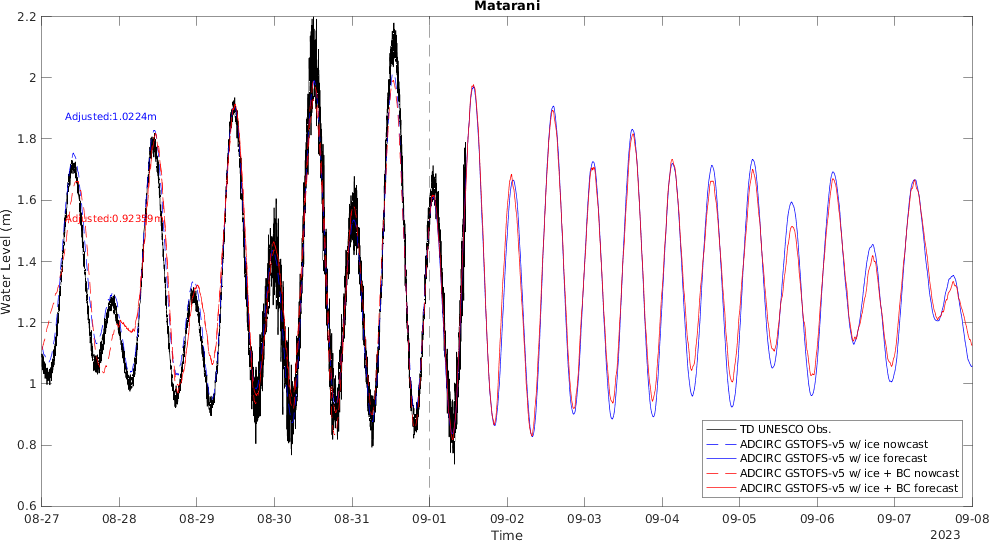 Matarani
2.2
2
1.8
1.6
1.4
1.2
1
0.8
0.6
Water Level (m)
Adjusted:1.0224m
Adjusted:0.92359m
TD UNESCO Obs.
ADCIRC GSTOFS-v5 w/ ice nowcast
ADCIRC GSTOFS-v5 w/ ice forecast
ADCIRC GSTOFS-v5 w/ ice + BC nowcast
ADCIRC GSTOFS-v5 w/ ice + BC forecast
08-27 08-28 08-29 08-30 08-31 09-01 09-02 09-03 09-04 09-05 09-06 09-07 09-08
Time
2023